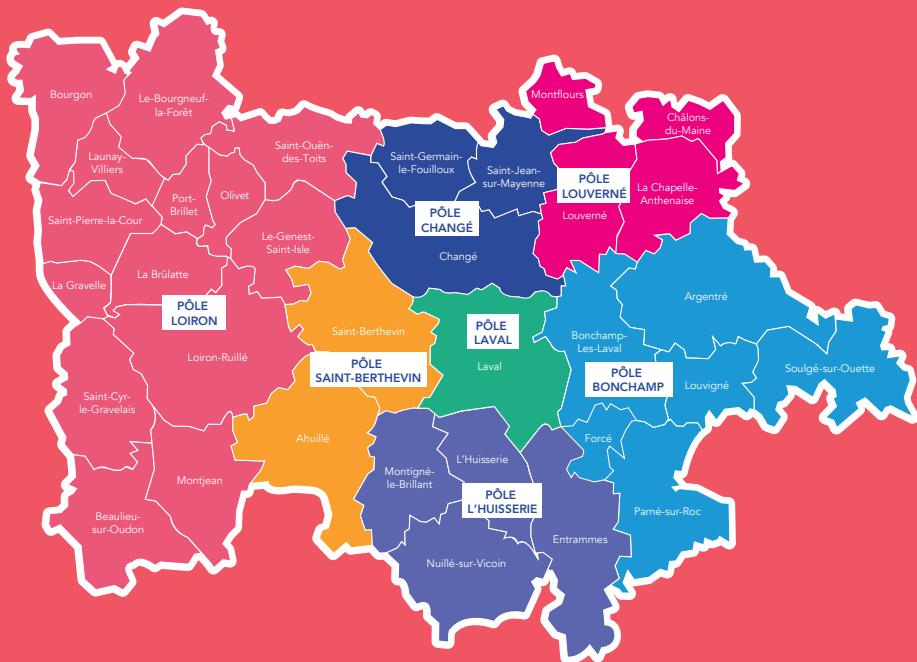 Bourgon
Le-Bourgneuf-
la-Forêt
Launay-
Villiers
Saint-Pierre-la-Cour
Port-
Brillet
Olivet
Saint-Ouën-
des-Toits
Le-Genest-
Saint-Isle
La Gravelle
La Brûlatte
PÔLE
LOIRON
Loiron-Ruillé
Saint-Cyr-
le-Gravelais
Montjean
Beaulieu-
sur-Oudon
Saint-Germain-
le-Fouilloux
Saint-Jean-
sur-Mayenne
PÔLE
CHANGÉ
Changé
Montflours
Châlons-
du-Maine
PÔLE
LOUVERNÉ
Louverné
La Chapelle-
Anthenaise
Saint-Berthevin
PÔLE
SAINT-BERTHEVIN
Ahuillé
PÔLE
LAVAL
Laval
Argentré
Bonchamp-
Les-Laval
PÔLE
BONCHAMP
Louvigné
Soulgé-sur-Ouette
Forcé
Parné-sur-Roc
L'Huisserie
Montigné-
le-Brillant
PÔLE
L'HUISSERIE
Entrammes
Nuillé-sur-Vicoin